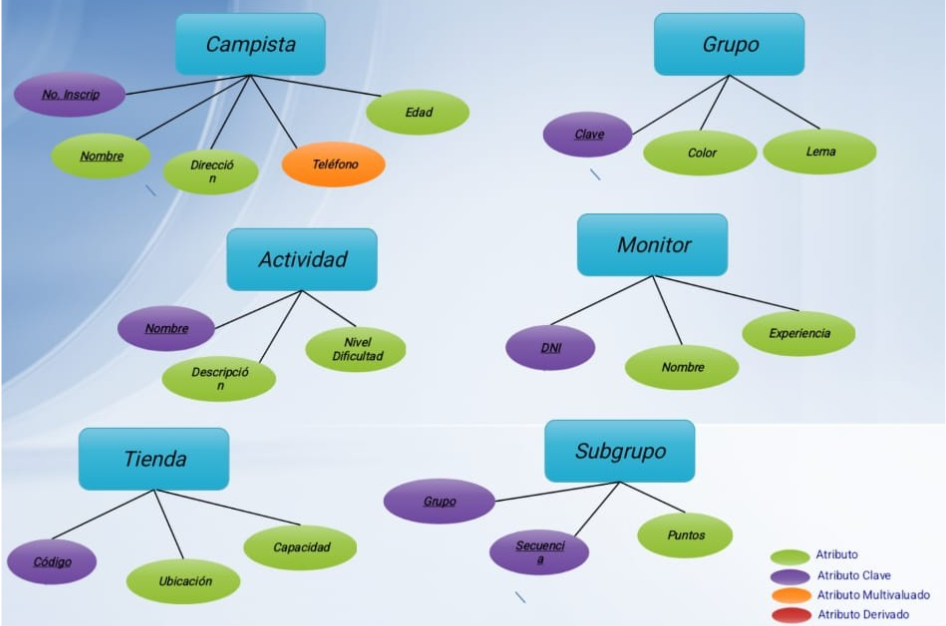 Campista
No. Inscrip
Nombre
Direcció
n
Teléfono
Edad
Grupo
Clave
Color
Lema
Actividad
Nombre
Descripció
n
Nivel
Dificultad
Monitor
DNI
Nombre
Experiencia
Tienda
Código
Ubicación
Capacidad
Subgrupo
Grupo
Secuenci
a
Puntos
Atributo
Atributo Clave
Atributo Multivaluado
Atributo Derivado